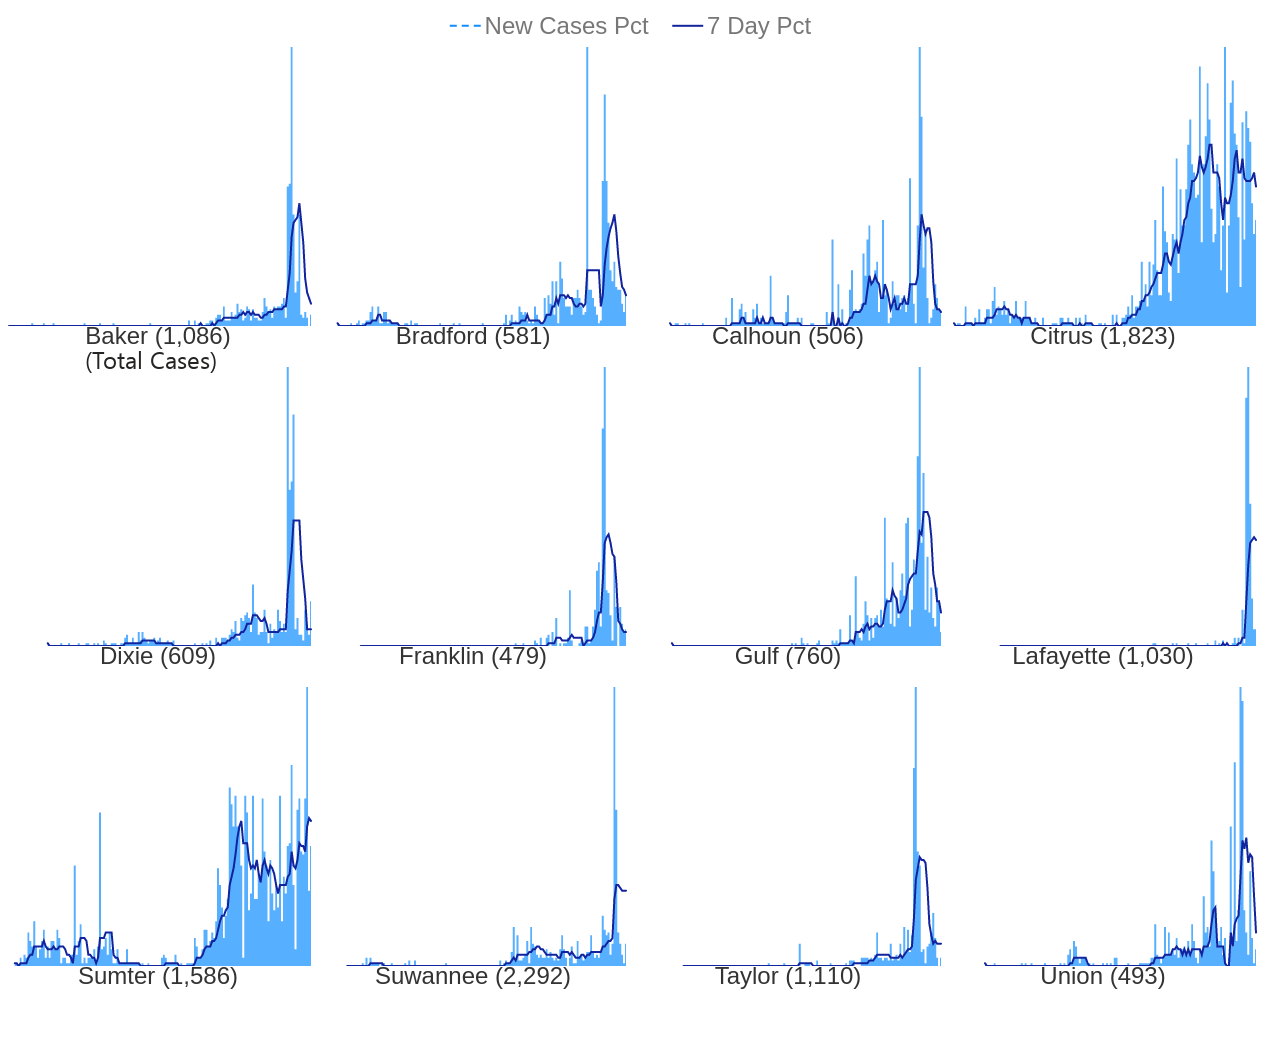 New Cases Pct 7 Day Pct
Baker (1,086) Bradford (581) Calhoun (506) Citrus (1,823)
(Total Cases)
Dixie (609) Franklin (479) Gulf (760) Lafayette (1,030)
Sumter (1,586) Suwannee (2,292) Taylor (1,110) Union (493)